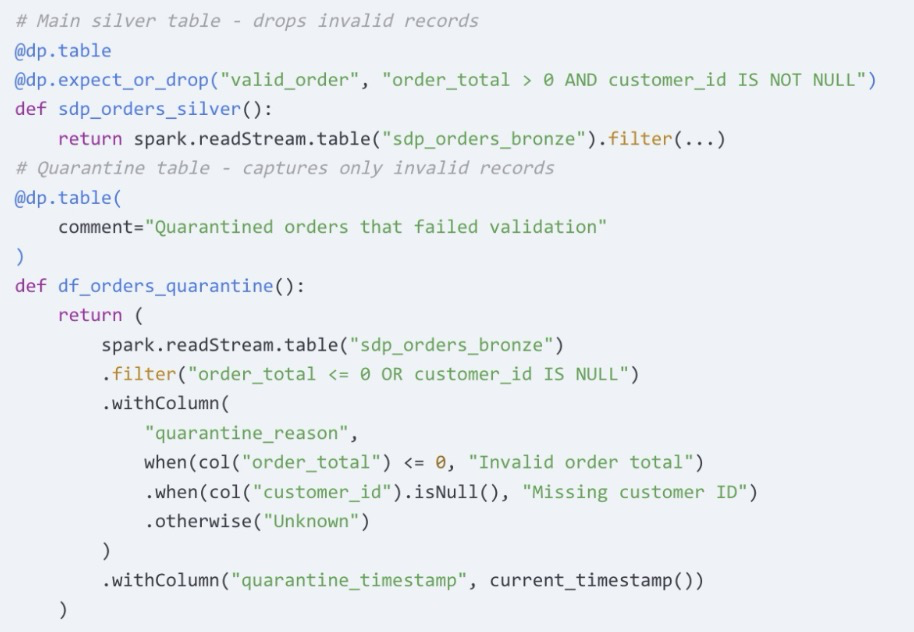 # Main silver table - drops invalid records
@dp.table
@dp.expect_or_drop("valid_order", "order_total > 0 AND customer_id IS NOT NULL")
def sdp_orders_silver():
    return spark.readStream.table("sdp_orders_bronze").filter(...)
# Quarantine table - captures only invalid records
@dp.table(
    comment="Quarantined orders that failed validation"
)
def df_orders_quarantine():
    return (
        spark.readStream.table("sdp_orders_bronze")
        .filter("order_total <= 0 OR customer_id IS NULL")
        .withColumn(
            "quarantine_reason",
            when(col("order_total") <= 0, "Invalid order total")
            .when(col("customer_id").isNull(), "Missing customer ID")
            .otherwise("Unknown")
        )
        .withColumn("quarantine_timestamp", current_timestamp())
    )